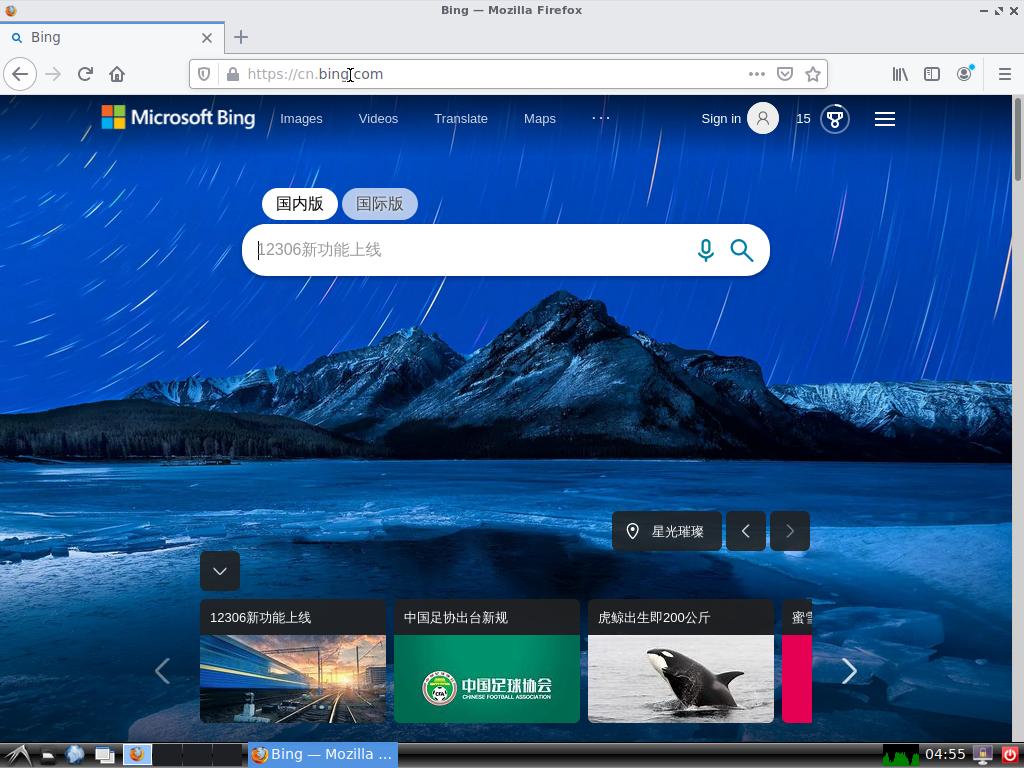 Bing — Mozilla Firefox
Bing
https://cn.bing.com
Microsoft Bing
Images
Videos
Translate
Maps
Sign in
15
国内版
国际版
12306新功能上线
星光璀璨
12306新功能上线
中国足协出台新规
虎鲸出生即200公斤
蜜雪
CFA
中国足球协会
CHINESE FOOTBALL ASSOCIATION
Bing — Mozilla ...
04:55